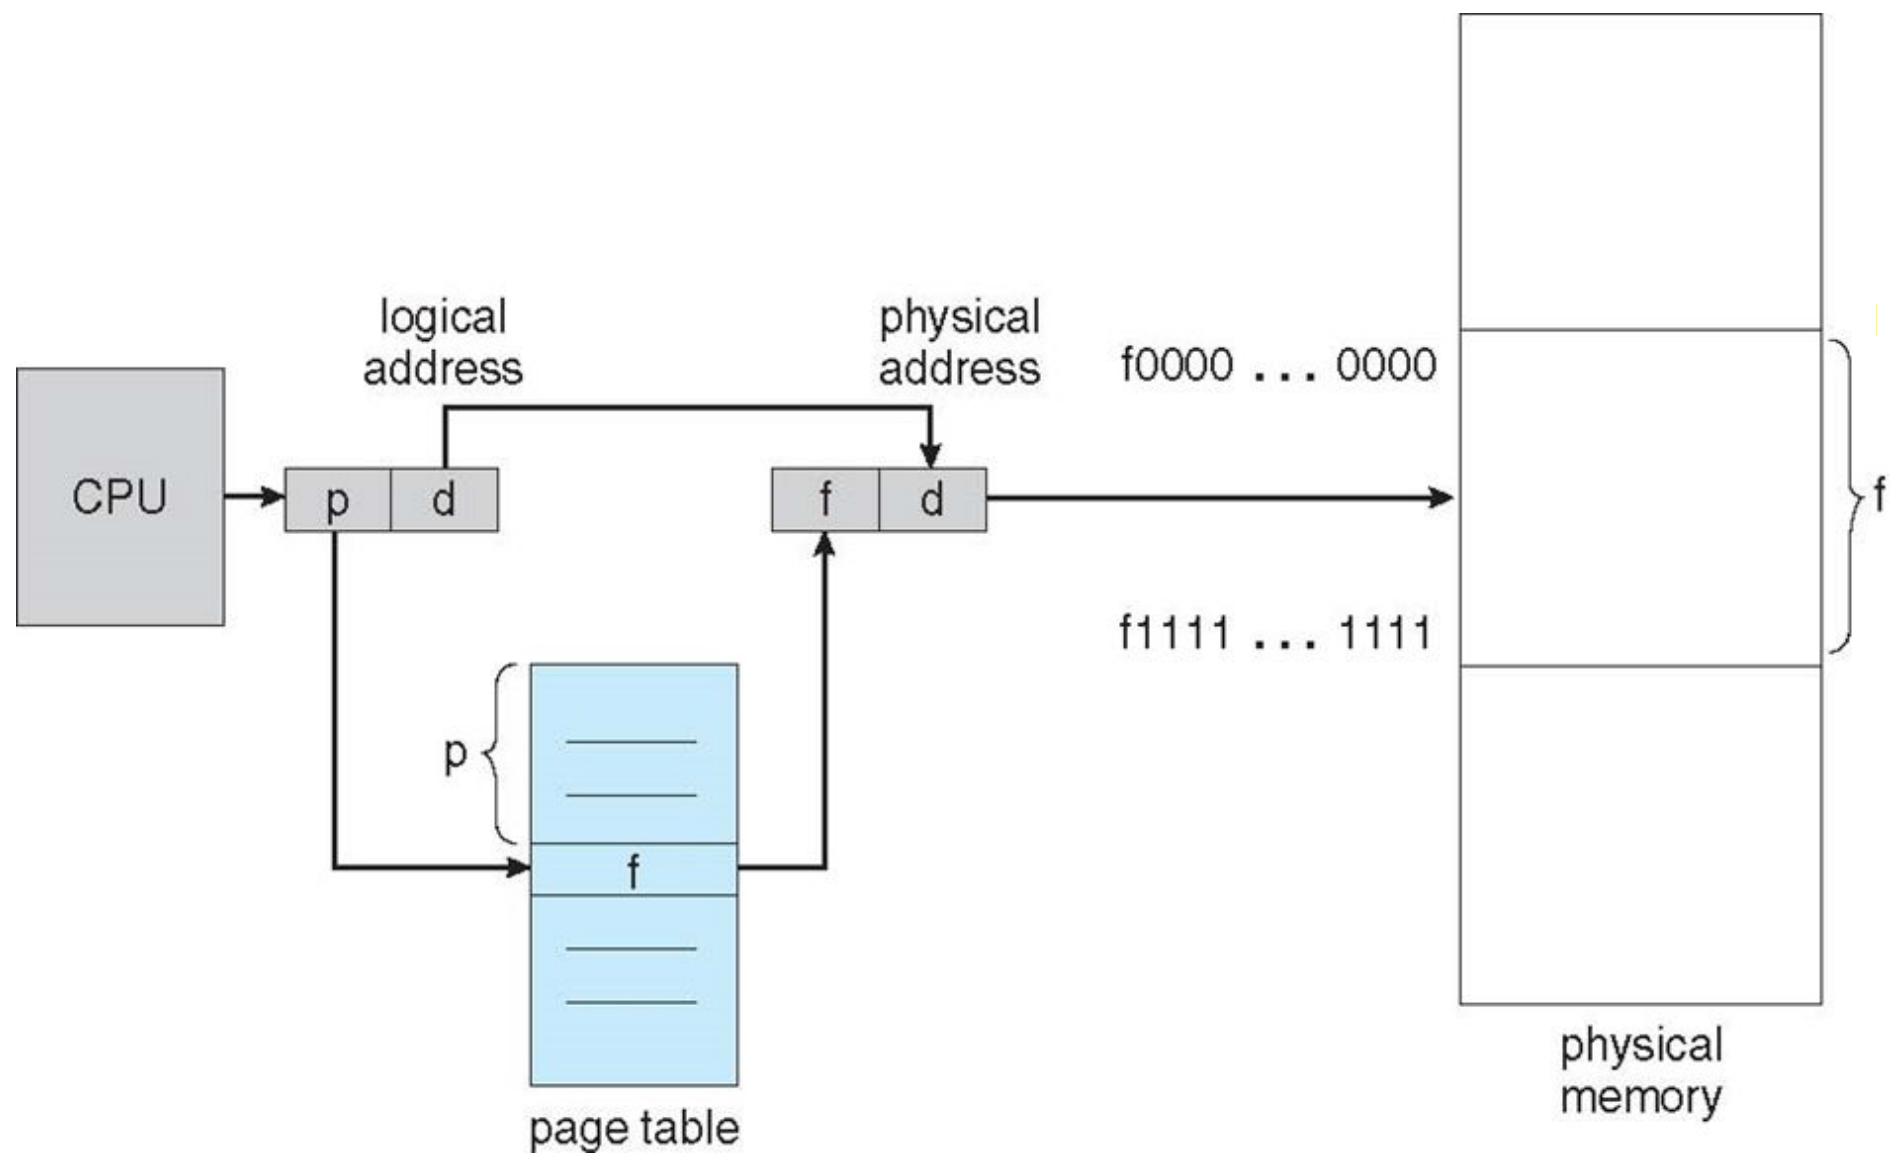 logical
address
physical
address
f0000 ... 0000
CPU
p
d
f
d
f
f1111 ... 1111
p
f
page table
physical
memory